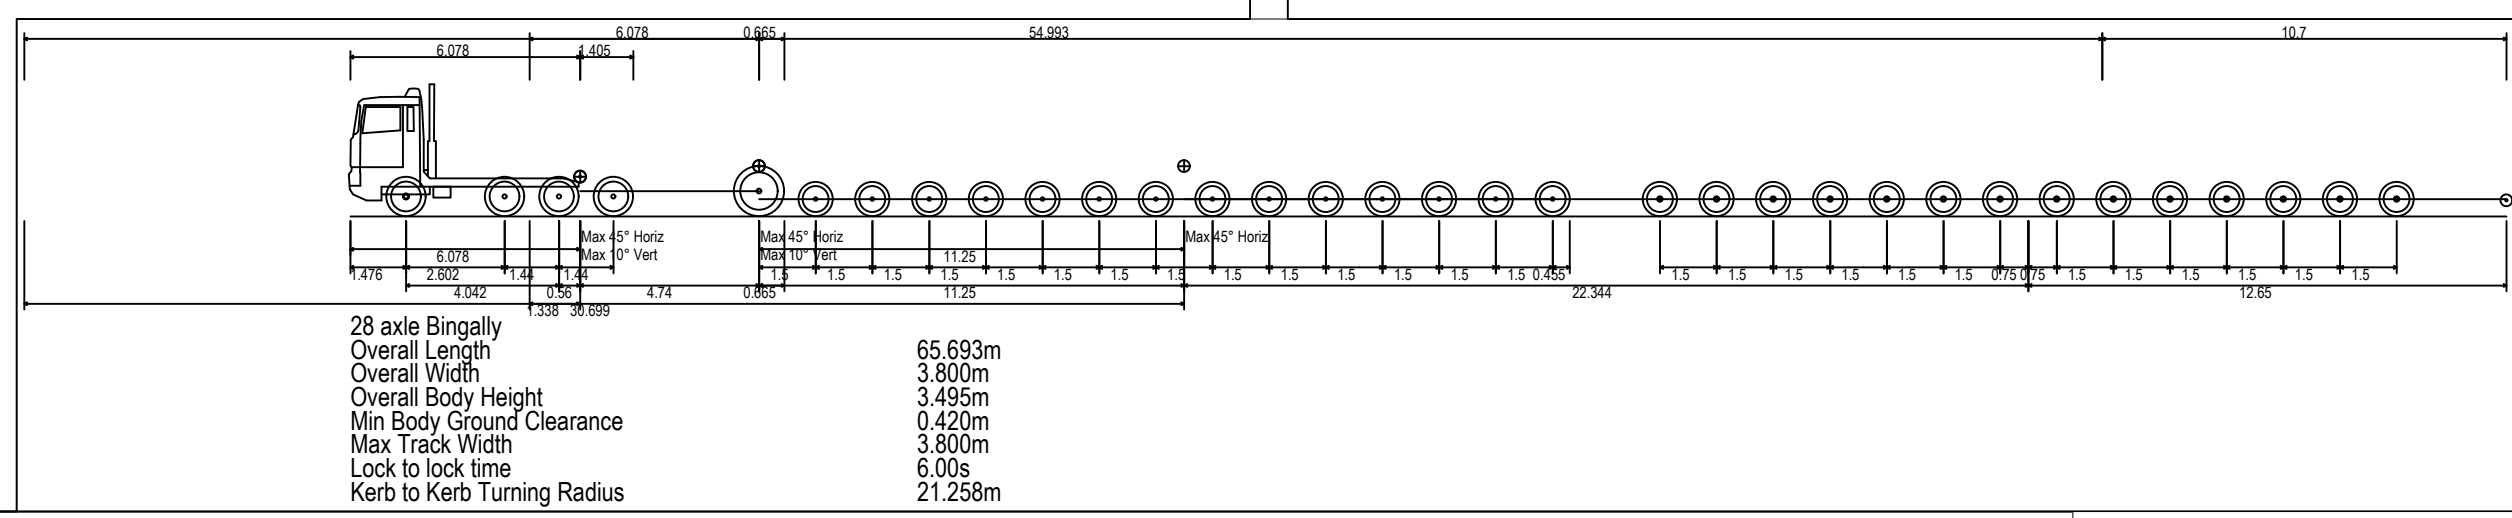 6.078 0.665 54.993 10.7
6.078 1.405
Max 45° Horiz Max 45° Horiz Max 45° Horiz
6.078 Max 10° Vert Max 10° Vert 11.25
1.476 2.602 1.44 1.44 1.5 1.5 1.5 1.5 1.5 1.5 1.5 1.5 1.5 1.5 1.5 1.5 1.5 1.5 0.455 1.5 1.5 1.5 1.5 1.5 1.5 0.75 0.75 1.5 1.5 1.5 1.5 1.5 1.5
4.042 0.56 4.74 0.665 11.25 22.344 12.65
1.338 30.699
28 axle Bingally
Overall Length 65.693m
Overall Width 3.800m
Overall Body Height 3.495m
Min Body Ground Clearance 0.420m
Max Track Width 3.800m
Lock to lock time 6.00s
Kerb to Kerb Turning Radius 21.258m